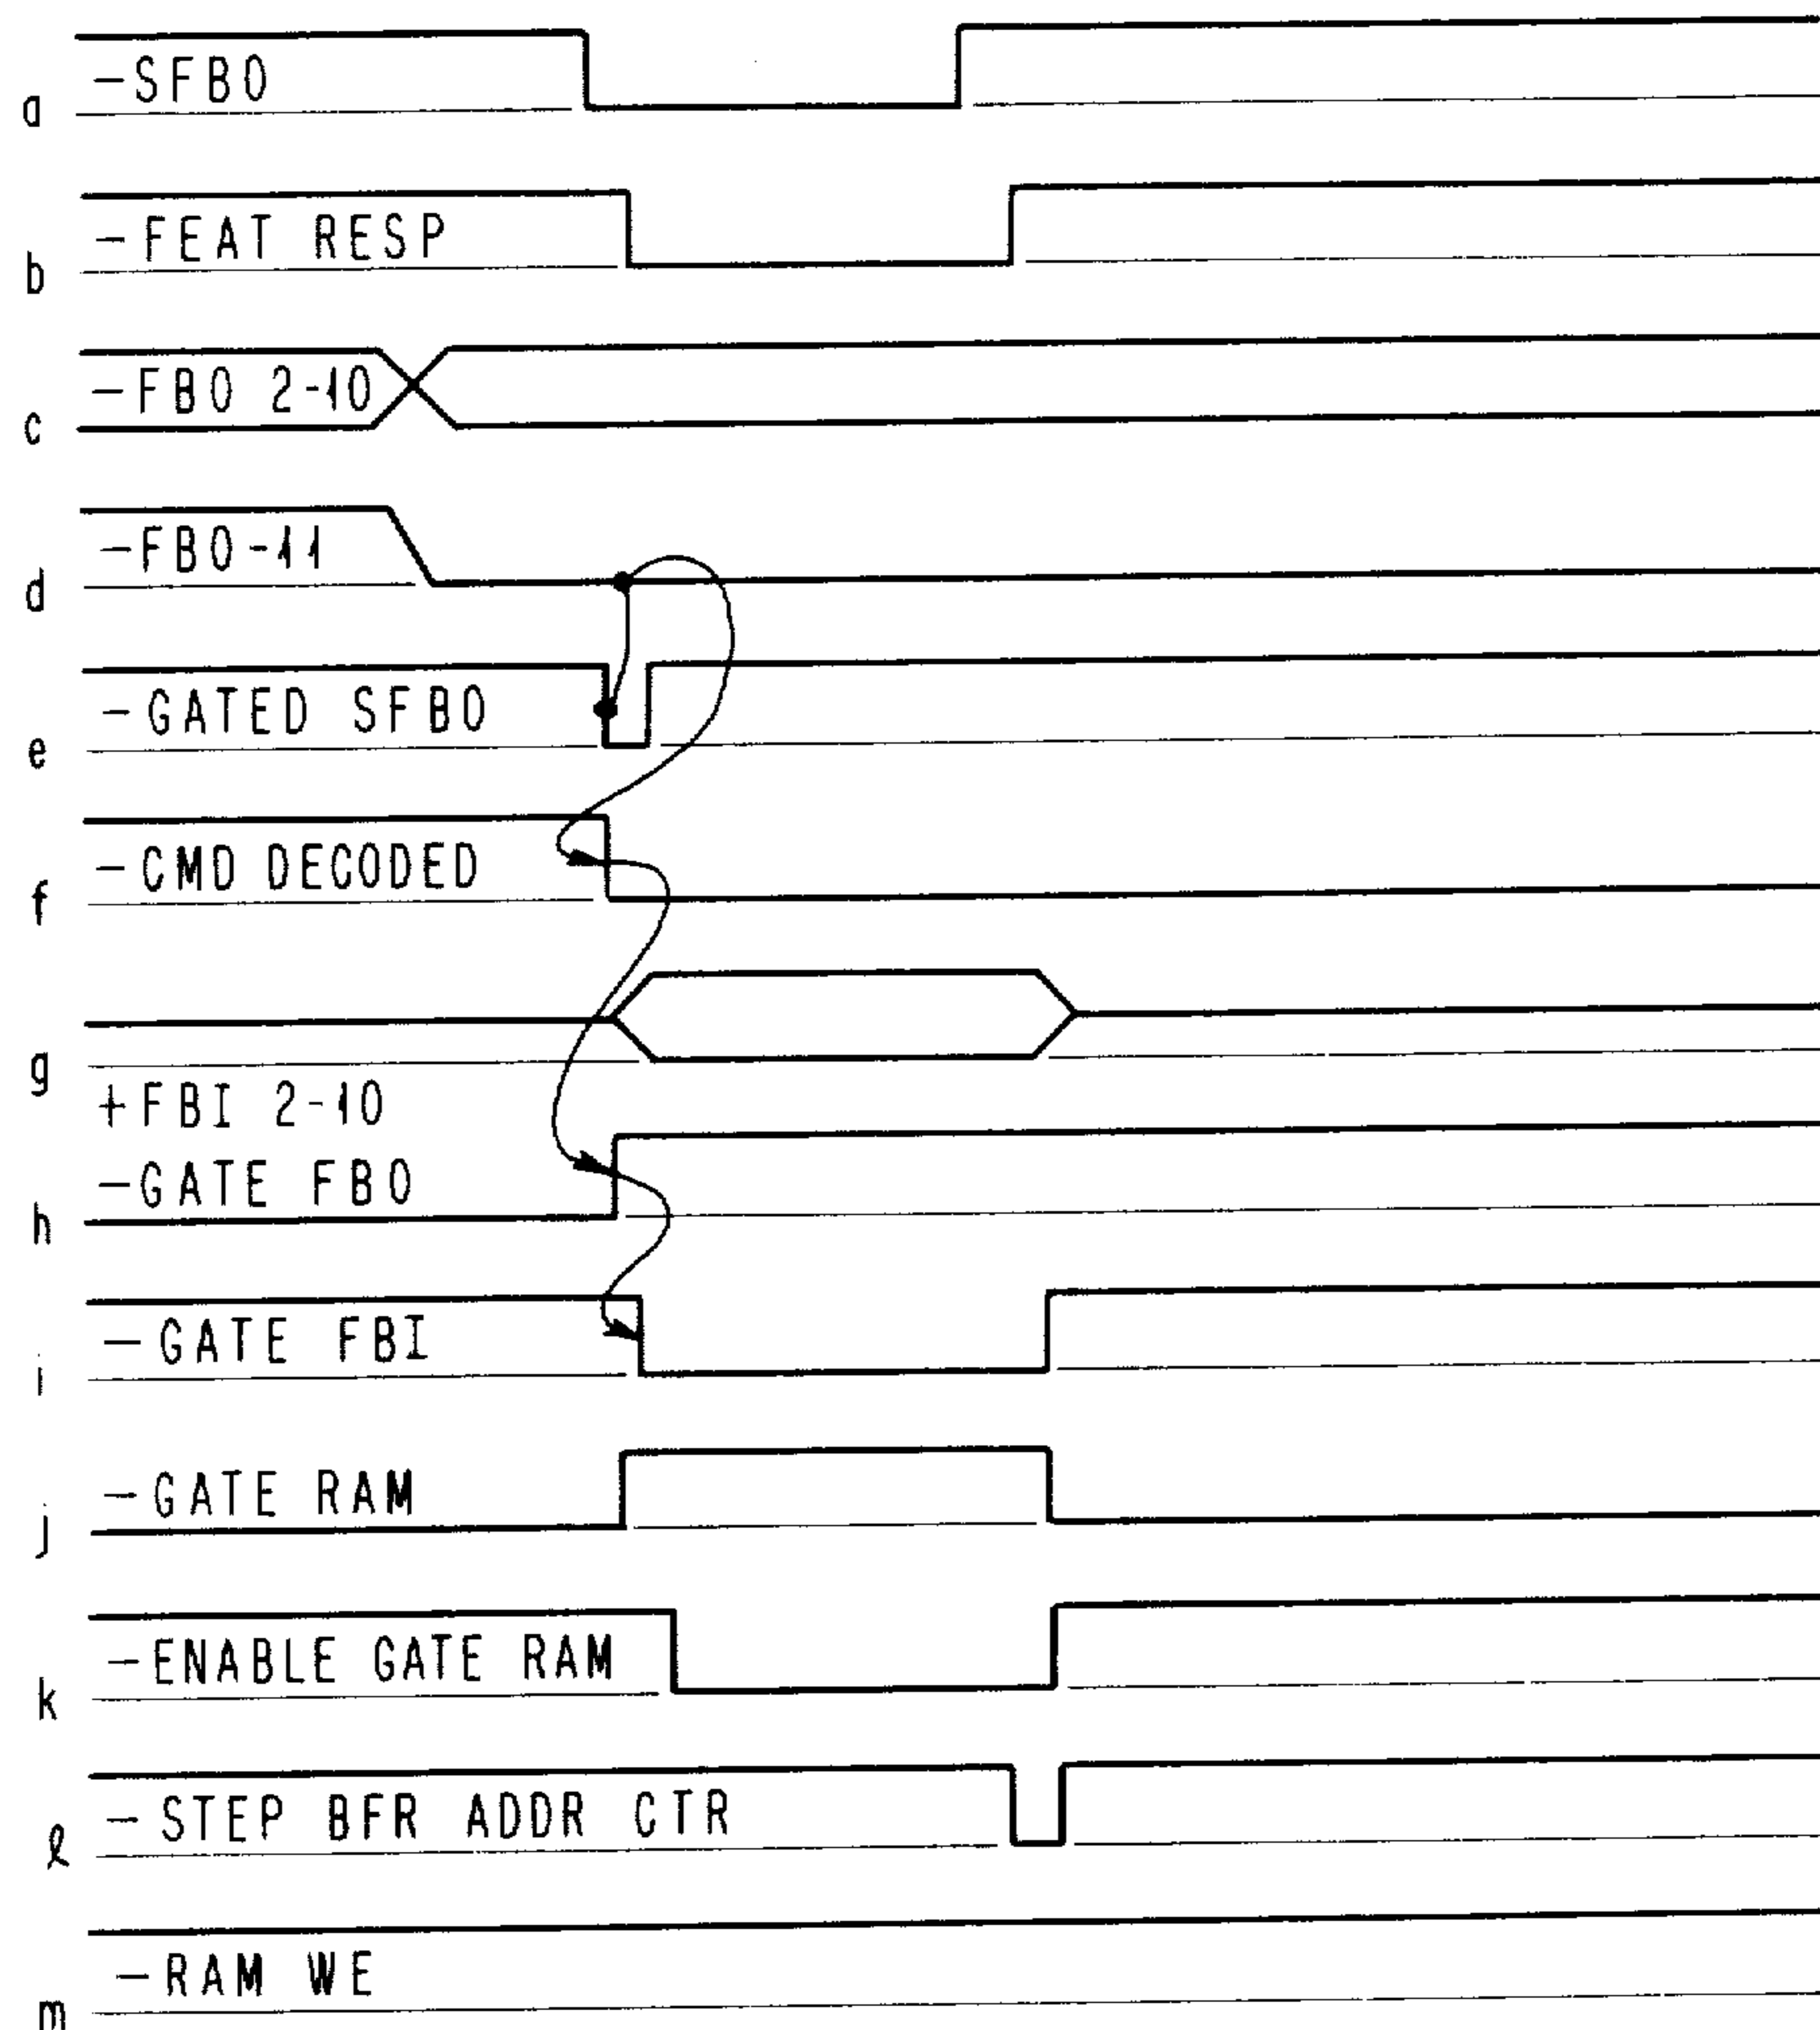 -SFBO
a
-FEAT RESP
b
-FBO 2-10
c
-FBO-11
d
-GATED SFBO
e
-CMD DECODED
f
g
+FBI 2-10
-GATE FBO
h
-GATE FBI
i
-GATE RAM
j
-ENABLE GATE RAM
k
-STEP BFR ADDR CTR
l
-RAM WE
m